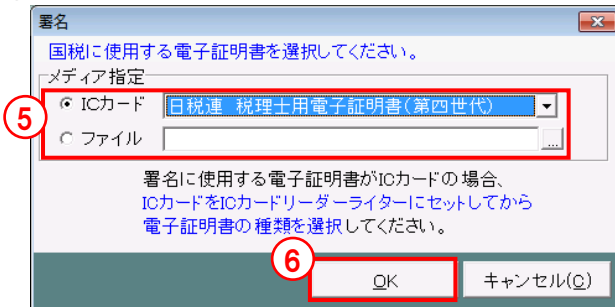 署名
国税に使用する電子証明書を選択してください。
メディア指定
⑤
ICカード 日税連 税理士用電子証明書(第四世代)
ファイル ...
署名に使用する電子証明書がICカードの場合、
ICカードをICカードリーダーライターにセットしてから
電子証明書の種類を選択してください。
⑥
OK キャンセル(C)